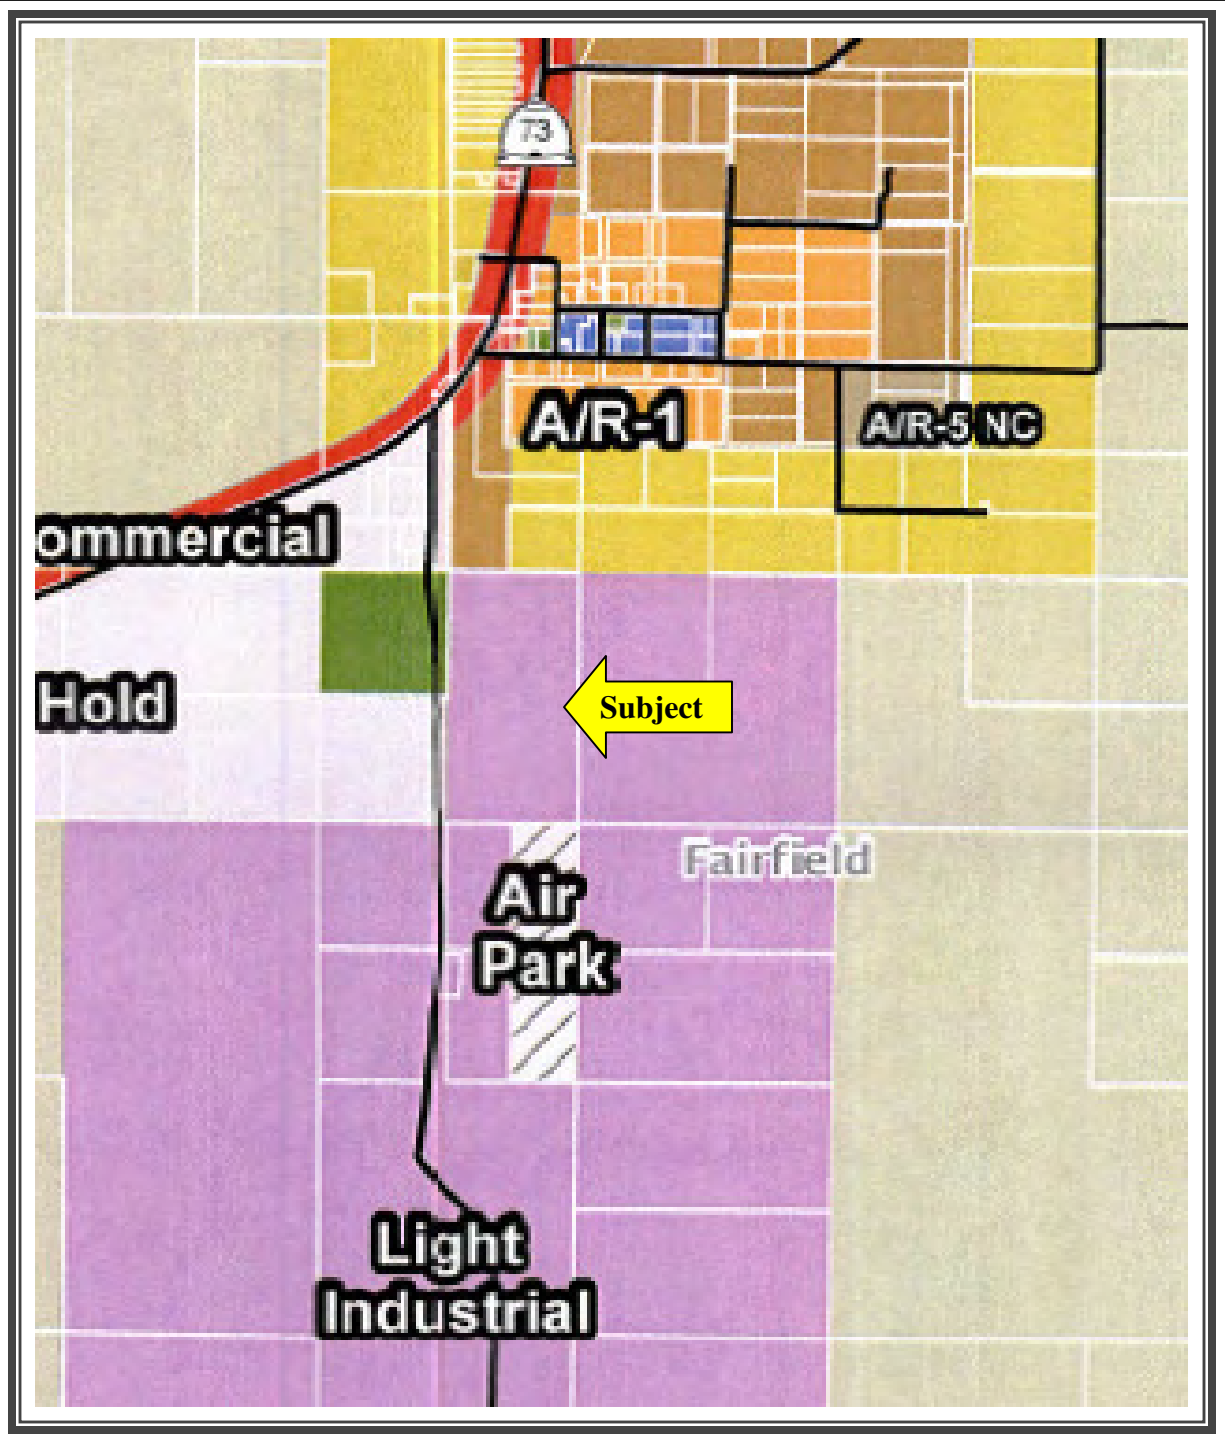 73
A/R-1
A/R-5 NC
ommercial
Hold
Subject
Fairfield
Air
Park
Light
Industrial